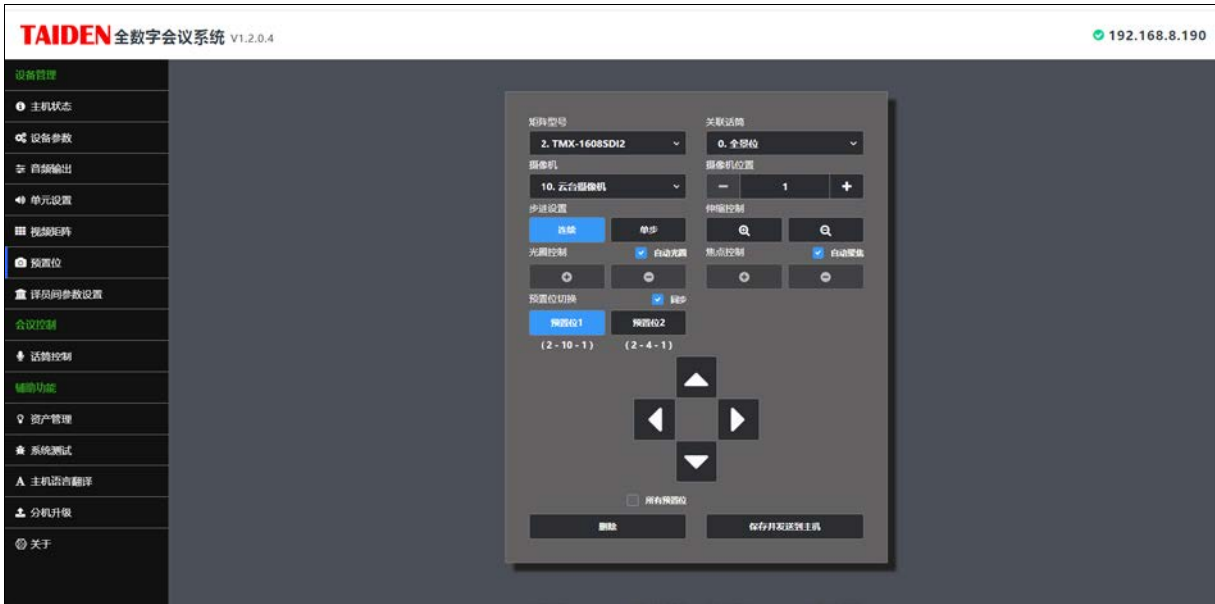 TAIDEN 全数字会议系统 V1.2.0.4
192.168.8.190
设备管理
主机状态
设备参数
音频输出
单元设置
视频矩阵
预置位
译员间参数设置
会议控制
话筒控制
辅助功能
资产管理
系统测试
主机语言翻译
分机升级
关于
矩阵型号 关联话筒
2. TMX-1608SDI2 0. 全景位
摄像机 摄像机位置
10. 云台摄像机 1
步进设置 伸缩控制
连续 单步
光圈控制 自动光圈 焦点控制 自动聚焦
预置位切换 同步
预置位1 预置位2
(2-10-1) (2-4-1)
所有预置位
删除 保存并发送到主机